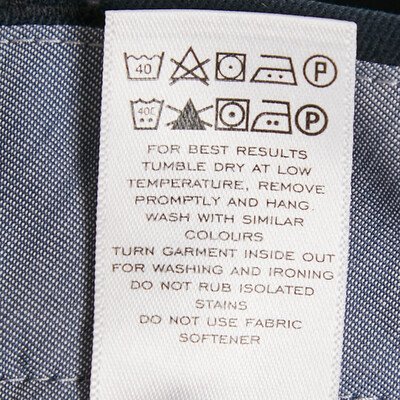 40 P
400 P
FOR BEST RESULTS
TUMBLE DRY AT LOW
TEMPERATURE, REMOVE
PROMPTLY AND HANG.
WASH WITH SIMILAR
COLOURS
TURN GARMENT INSIDE OUT
FOR WASHING AND IRONING
DO NOT RUB ISOLATED
STAINS
DO NOT USE FABRIC
SOFTENER